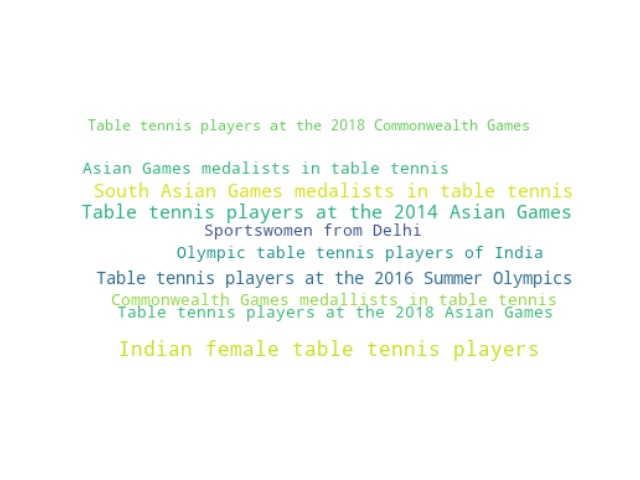 Table tennis players at the 2018 Commonwealth Games
Asian Games medalists in table tennis
South Asian Games medalists in table tennis
Table tennis players at the 2014 Asian Games
Sportswomen from Delhi
Olympic table tennis players of India
Table tennis players at the 2016 Summer Olympics
Commonwealth Games medallists in table tennis
Table tennis players at the 2018 Asian Games
Indian female table tennis players